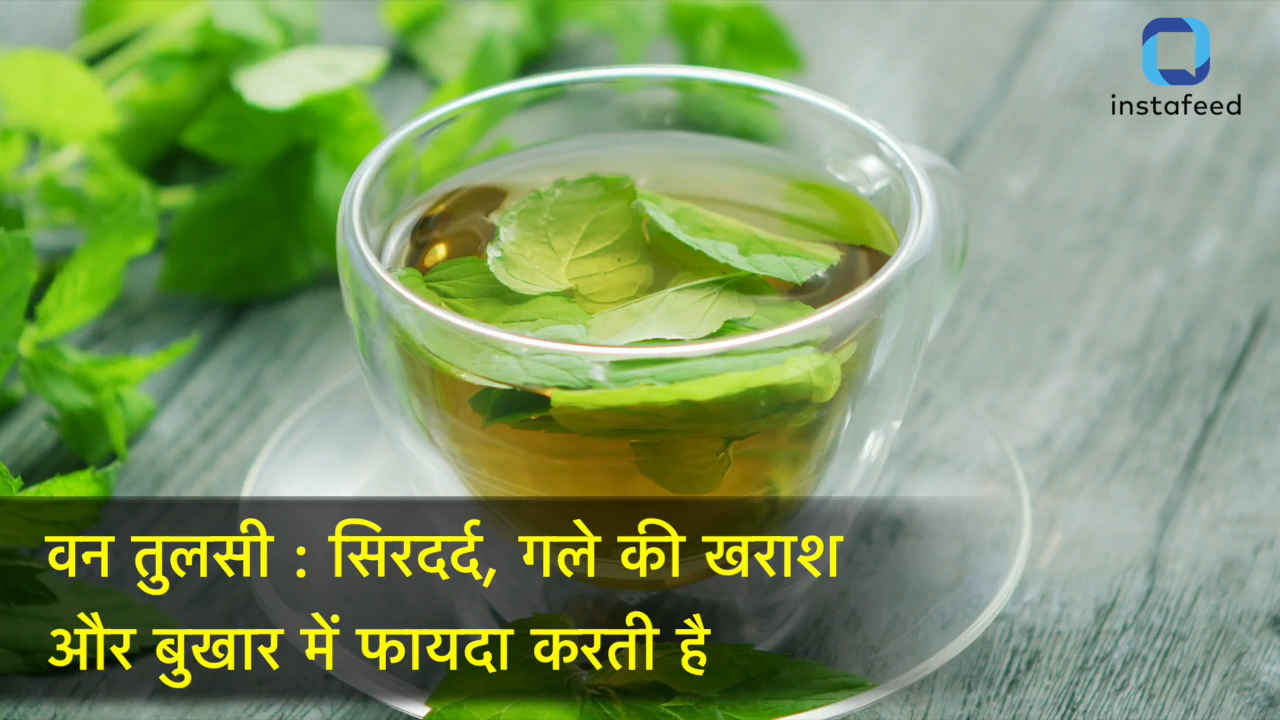 instafeed
वन तुलसी : सिरदर्द, गले की खराश
और बुखार में फायदा करती है